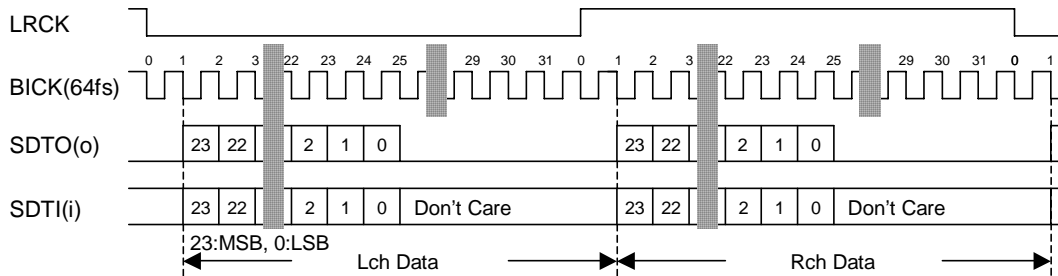 LRCK
0 1 2 3 22 23 24 25 29 30 31 0 1 2 3 22 23 24 25 29 30 31 0 1
BICK(64fs)
SDTO(o) 23 22 2 1 0 23 22 2 1 0
SDTI(i) 23 22 2 1 0 Don't Care 23 22 2 1 0 Don't Care
23:MSB, 0:LSB
Lch Data Rch Data